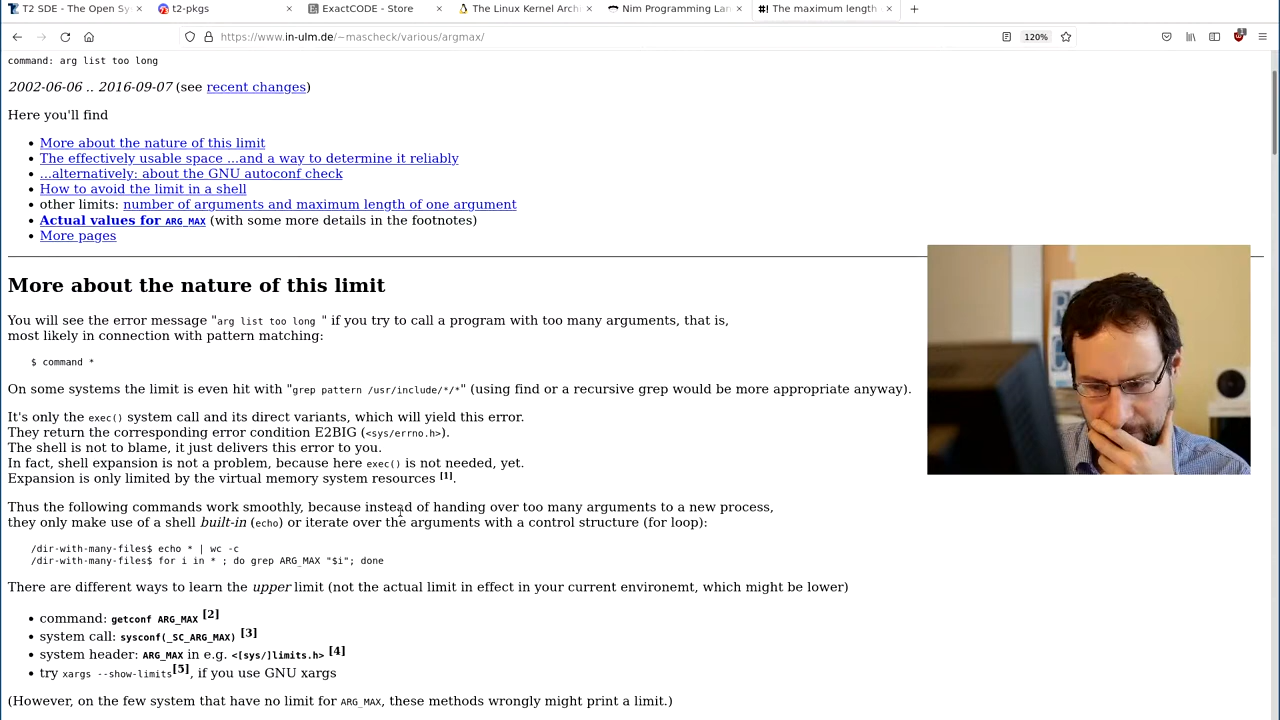 T2 SDE - The Open Sy
t2-pkgs
ExactCODE - Store
The Linux Kernel Arch
Nim Programming Lan
The maximum length
https://www.in-ulm.de/~mascheck/various/argmax/
120%
command: arg list too long
2002-06-06 .. 2016-09-07 (see recent changes)
Here you'll find
More about the nature of this limit
The effectively usable space ...and a way to determine it reliably
...alternatively: about the GNU autoconf check
How to avoid the limit in a shell
other limits: number of arguments and maximum length of one argument
Actual values for ARG_MAX (with some more details in the footnotes)
More pages
More about the nature of this limit
You will see the error message "arg list too long " if you try to call a program with too many arguments, that is,
most likely in connection with pattern matching:
$ command *
On some systems the limit is even hit with "grep pattern /usr/include/*/*" (using find or a recursive grep would be more appropriate anyway).
It's only the exec() system call and its direct variants, which will yield this error.
They return the corresponding error condition E2BIG (<sys/errno.h>).
The shell is not to blame, it just delivers this error to you.
In fact, shell expansion is not a problem, because here exec() is not needed, yet.
Expansion is only limited by the virtual memory system resources [1].
Thus the following commands work smoothly, because instead of handing over too many arguments to a new process,
they only make use of a shell built-in (echo) or iterate over the arguments with a control structure (for loop):
/dir-with-many-files$ echo * | wc -c
/dir-with-many-files$ for i in * ; do grep ARG_MAX "$i"; done
There are different ways to learn the upper limit (not the actual limit in effect in your current environemt, which might be lower)
command: getconf ARG_MAX [2]
system call: sysconf(_SC_ARG_MAX) [3]
system header: ARG_MAX in e.g. <[sys/]limits.h> [4]
try xargs --show-limits[5], if you use GNU xargs
(However, on the few system that have no limit for ARG_MAX, these methods wrongly might print a limit.)